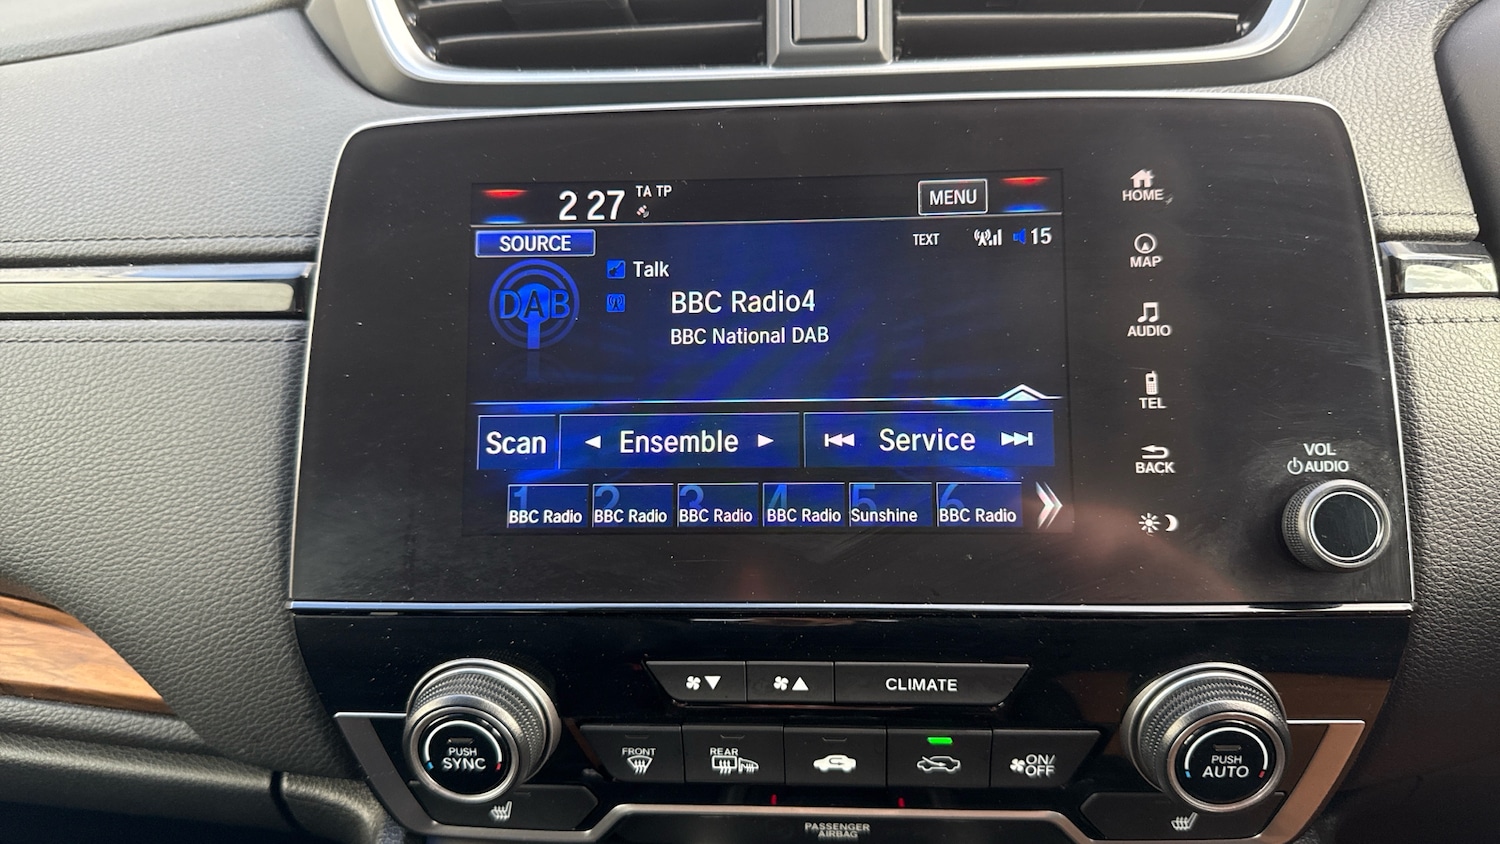 2 27 TA TP
MENU
SOURCE
TEXT
15
DAB
Talk
BBC Radio4
BBC National DAB
Scan
Ensemble
Service
1 BBC Radio
2 BBC Radio
3 BBC Radio
4 BBC Radio
5 Sunshine
6 BBC Radio
HOME
MAP
AUDIO
TEL
BACK
VOL
AUDIO
CLIMATE
PUSH
SYNC
FRONT
REAR
ON/
OFF
PUSH
AUTO
PASSENGER
AIRBAG